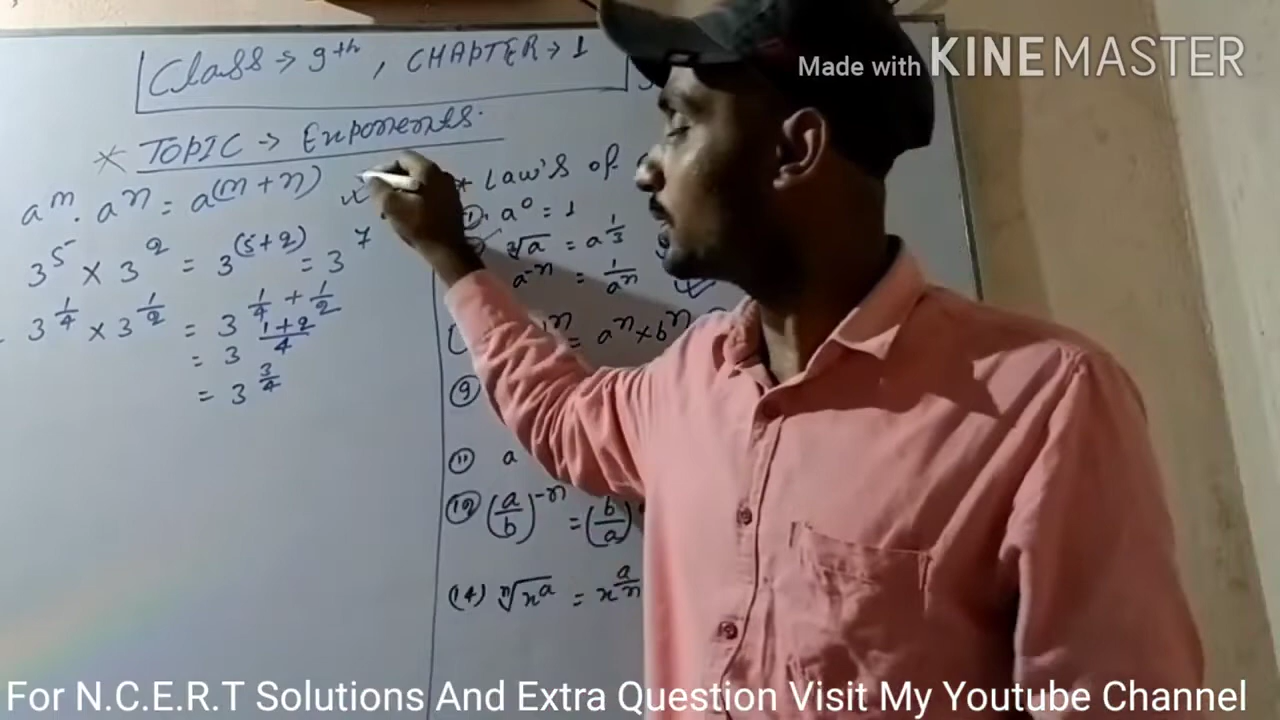 Made with KINEMASTER
Class → 9th, CHAPTER → 1
* TOPIC → Exponents.
a^m . a^n = a^(m + n)
3^5 × 3^2 = 3^(5+2) = 3^7
3^1/4 × 3^1/2 = 3^1/4 + 1/2
= 3^(1+2)/4
= 3^3/4
* Law's of
①. a^0 = 1
∛a = a^1/3
a^-n = 1/a^n
= a^n × b^n
⑨
⑪ a
⑫ (a/b)^-n = (b/a)
(14) ⁿ√x^a = x^a/n
For N.C.E.R.T Solutions And Extra Question Visit My Youtube Channel